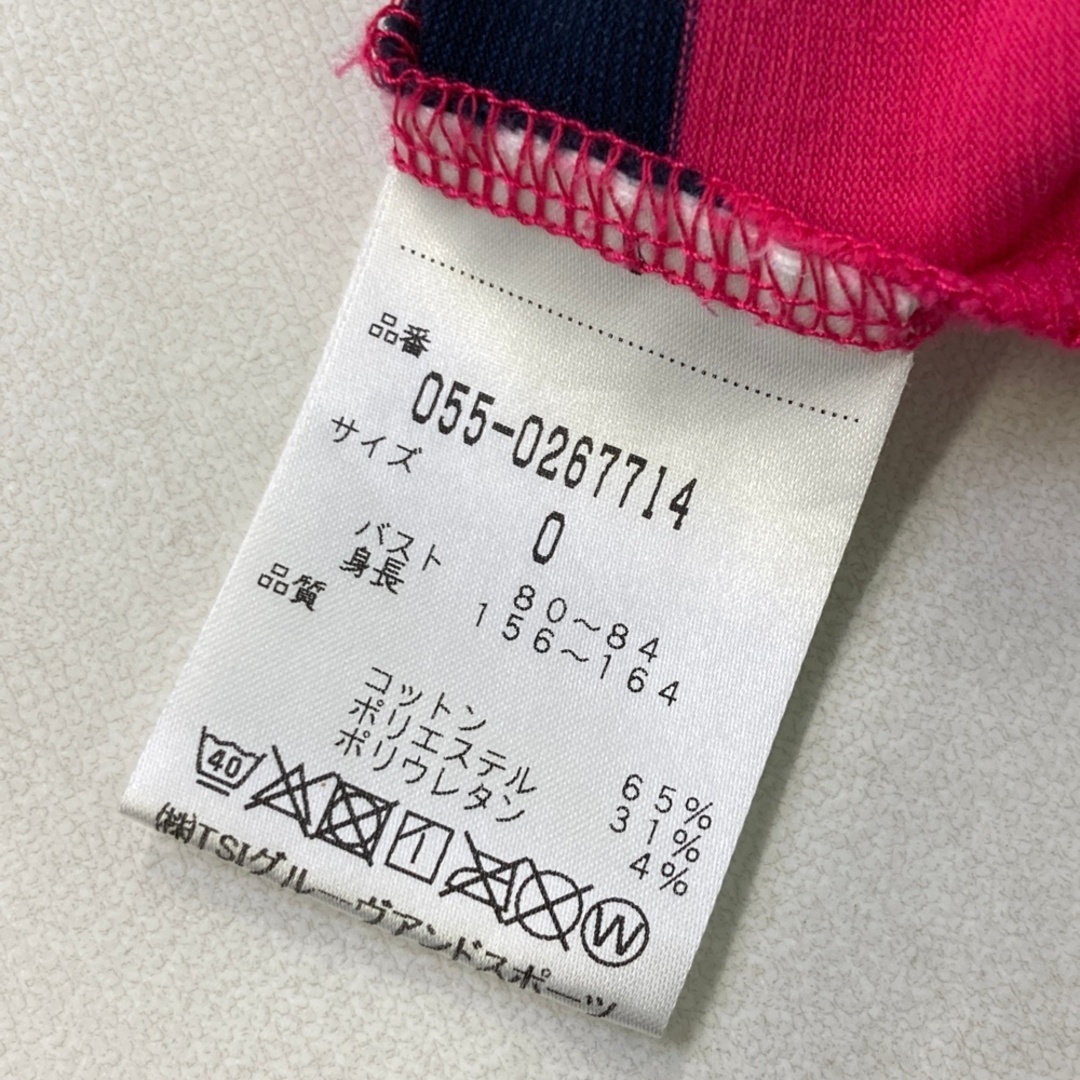 品番
055-0267714
サイズ
0
バスト 80~84
身長 156~164
品質
コットン 65%
ポリエステル 31%
ポリウレタン 4%
40
W
(株)TSIグルーヴアンドスポーツ